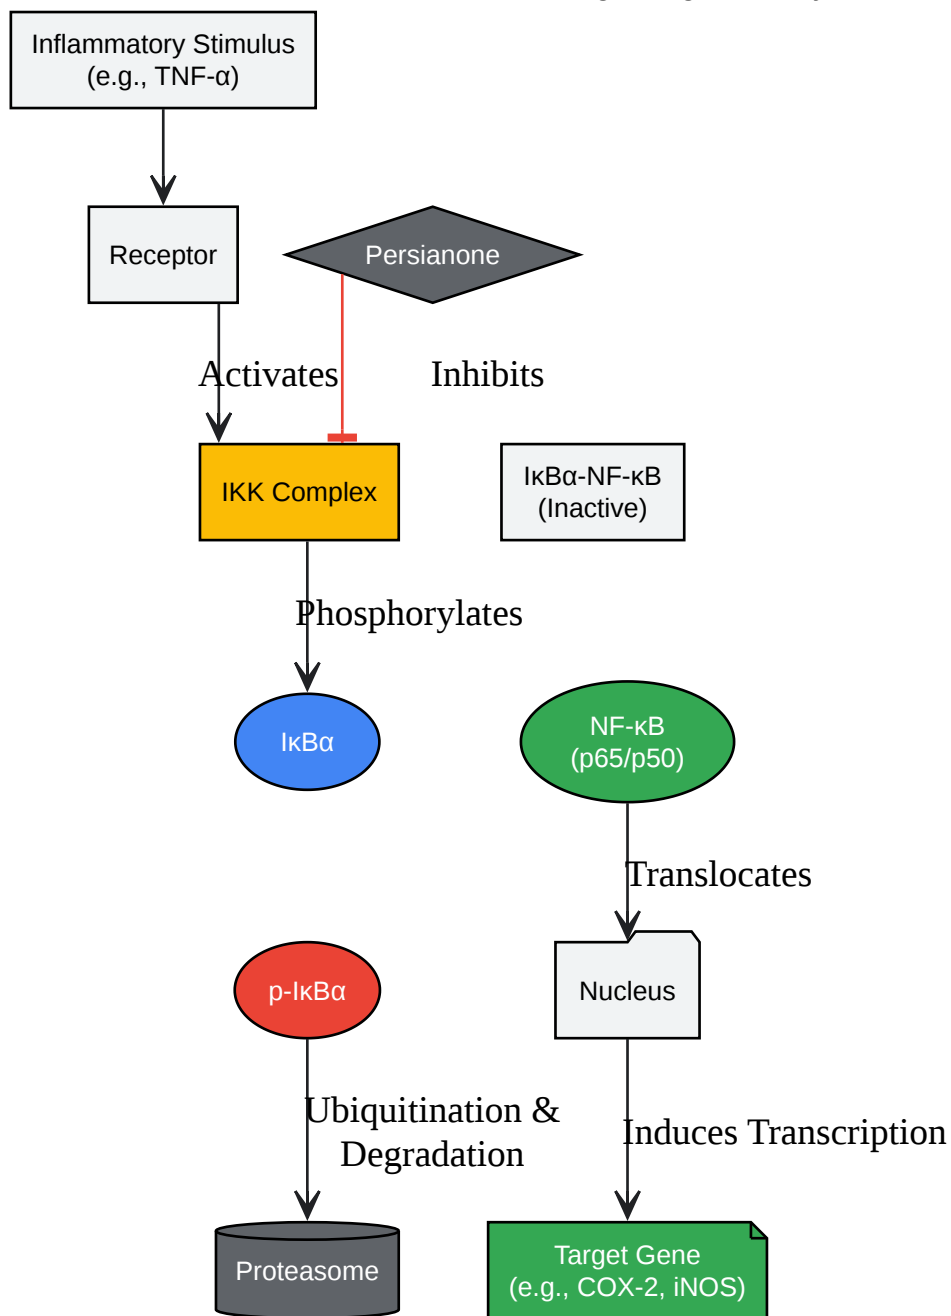 Inflammatory Stimulus
(e.g., TNF-α)
Receptor
Persianone
Activates
Inhibits
IKK Complex
IκBα-NF-κB
(Inactive)
Phosphorylates
IκBα
NF-κB
(p65/p50)
Translocates
p-IκBα
Nucleus
Ubiquitination &
Degradation
Induces Transcription
Proteasome
Target Gene
(e.g., COX-2, iNOS)